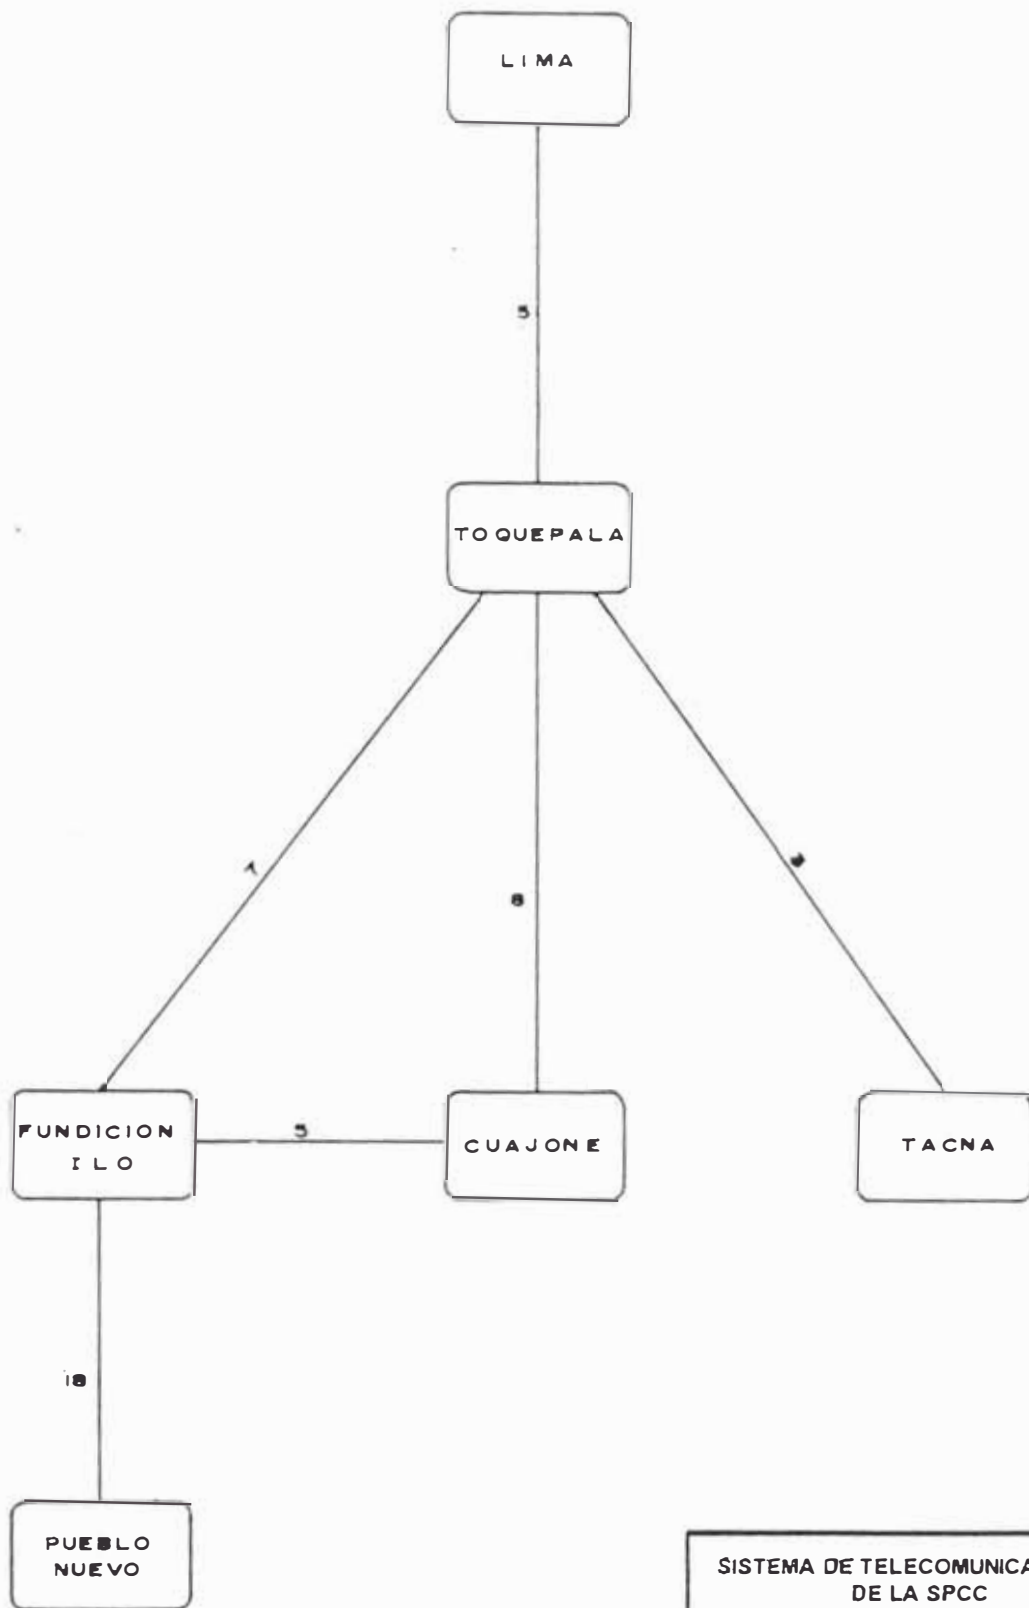 LIMA
5
TOQUEPALA
7
8
FUNDICION
ILO
5
CUAJONE
TACNA
18
PUEBLO
NUEVO
SISTEMA DE TELECOMUNICA
DE LA SPCC